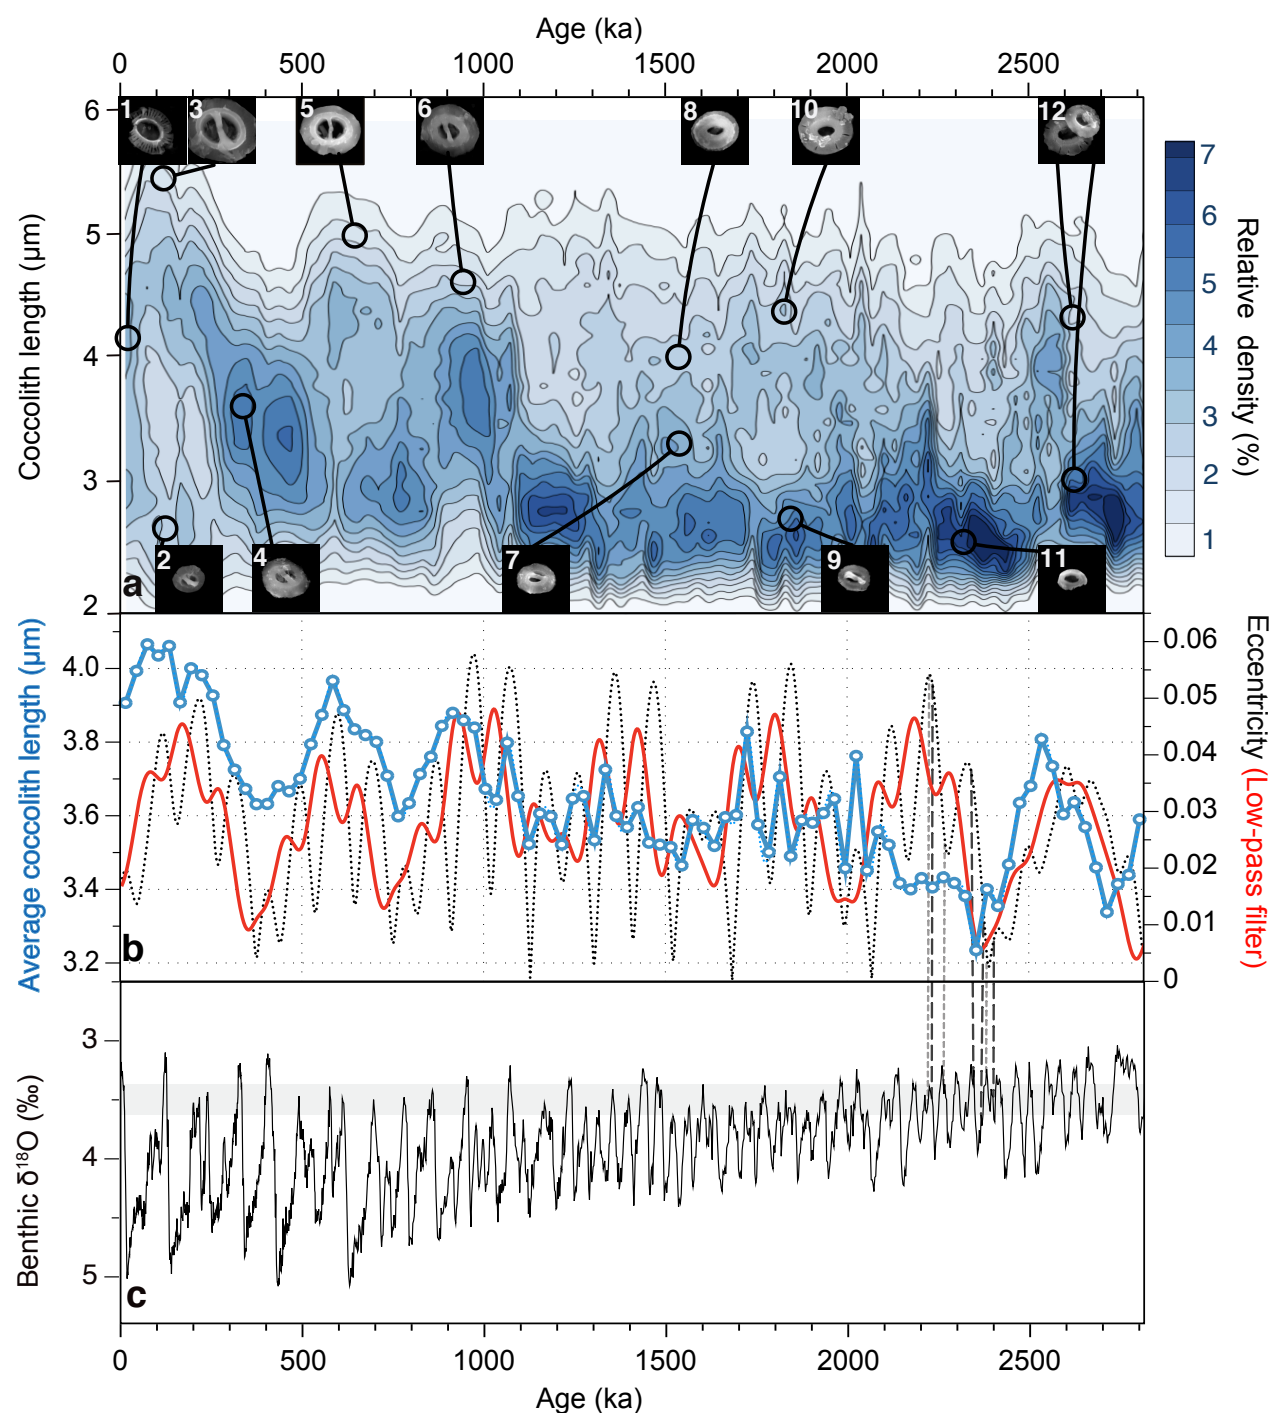 Age (ka)
0 500 1000 1500 2000 2500
6
5
4
3
2
Coccolith length (μm)
1 3 5 6 8 10 12
2 4 7 9 11
a
7
6
5
4
3
2
1
Relative density (%)
Average coccolith length (μm)
4.0
3.8
3.6
3.4
3.2
b
0.06
0.05
0.04
0.03
0.02
0.01
0
Eccentricity (Low-pass filter)
Benthic δ¹⁸O (‰)
3
4
5
c
0 500 1000 1500 2000 2500
Age (ka)